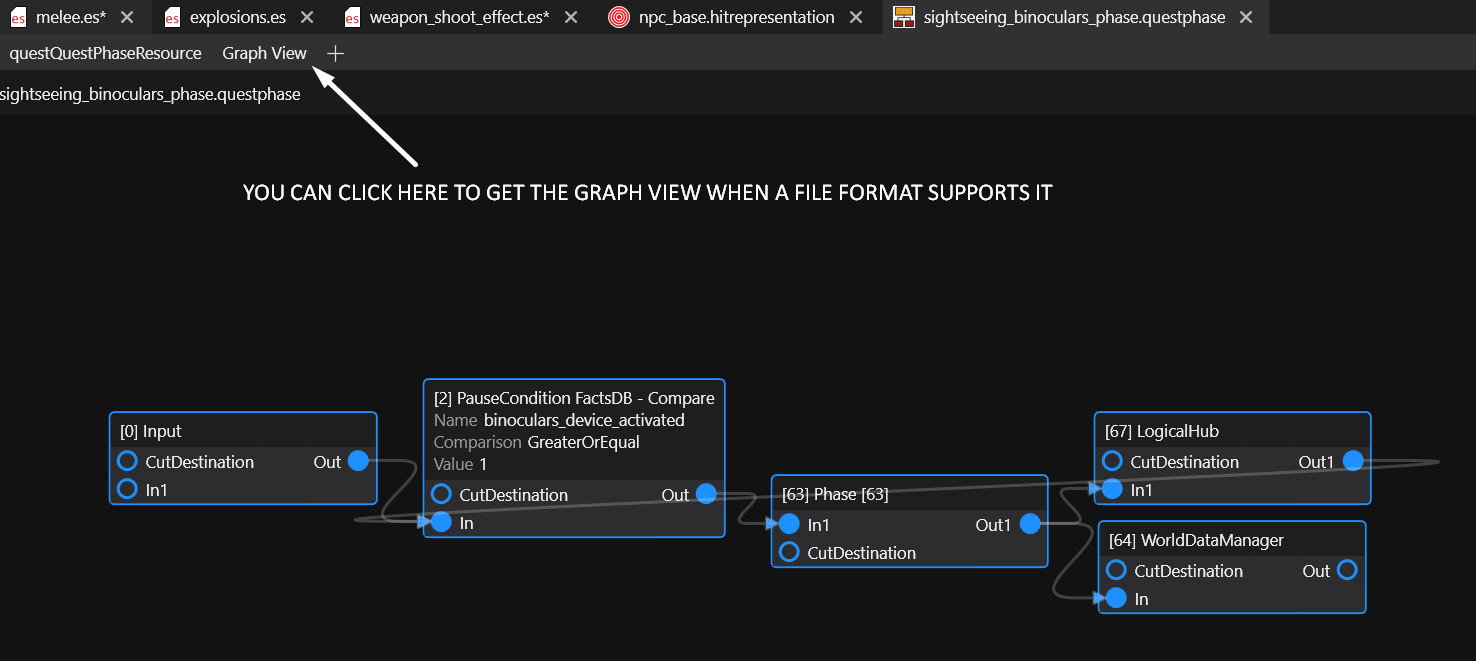 melee.es* explosions.es weapon_shoot_effect.es* npc_base.hitrepresentation sightseeing_binoculars_phase.questphase
questQuestPhaseResource Graph View
sightseeing_binoculars_phase.questphase
YOU CAN CLICK HERE TO GET THE GRAPH VIEW WHEN A FILE FORMAT SUPPORTS IT
[0] Input
CutDestination Out
In1
[2] PauseCondition FactsDB - Compare
Name binoculars_device_activated
Comparison GreaterOrEqual
Value 1
CutDestination Out
In
[63] Phase [63]
In1 Out1
CutDestination
[67] LogicalHub
CutDestination Out1
In1
[64] WorldDataManager
CutDestination Out
In